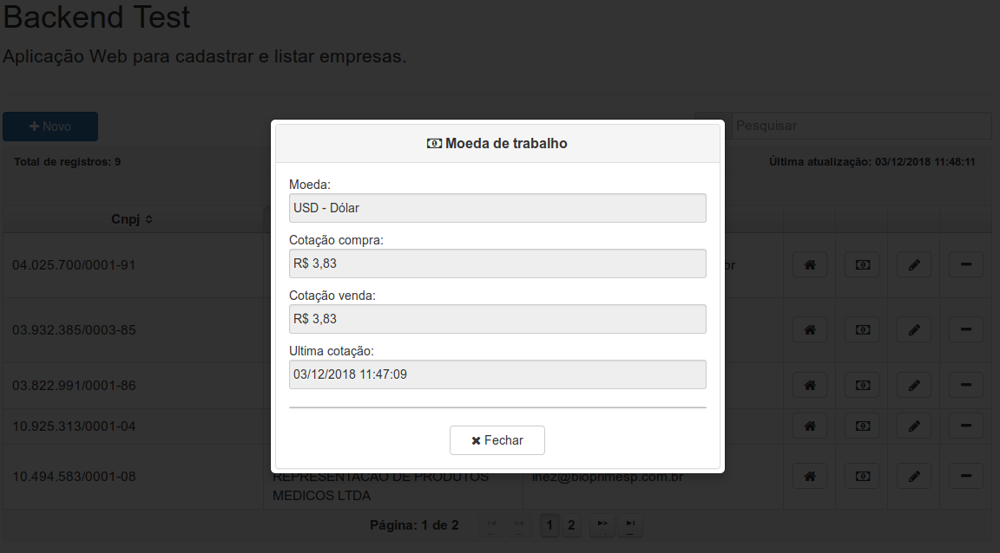 Backend Test
Aplicação Web para cadastrar e listar empresas.
Novo
Pesquisar
Total de registros: 9
Última atualização: 03/12/2018 11:48:11
Moeda de trabalho
Moeda:
USD - Dólar
Cotação compra:
R$ 3,83
Cotação venda:
R$ 3,83
Ultima cotação:
03/12/2018 11:47:09
Fechar
Cnpj
04.025.700/0001-91
or
03.932.385/0003-85
03.822.991/0001-86
10.925.313/0001-04
10.494.583/0001-08
REPRESENTACAO DE PRODUTOS
MEDICOS LTDA
inez@bioprimesp.com.br
Página: 1 de 2
1 2